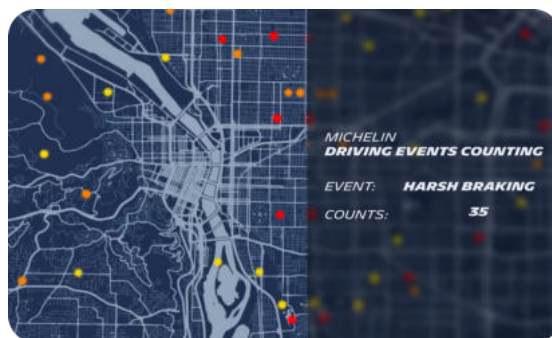 MICHELIN
DRIVING EVENTS COUNTING
EVENT: HARSH BRAKING
COUNTS: 35